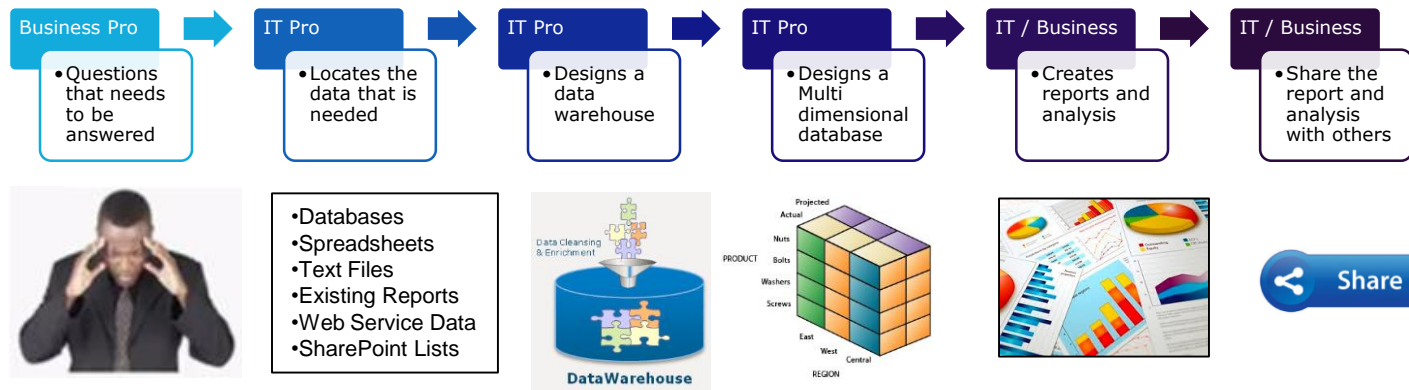 Business Pro
•Questions
that needs
to be
answered
IT Pro
•Locates the
data that is
needed
IT Pro
•Designs a
data
warehouse
IT Pro
•Designs a
Multi
dimensional
database
IT / Business
•Creates
reports and
analysis
IT / Business
•Share the
report and
analysis
with others
•Databases
•Spreadsheets
•Text Files
•Existing Reports
•Web Service Data
•SharePoint Lists
Data Cleansing
& Enrichment
DataWarehouse
Projected
Actual
PRODUCT
Nuts
Bolts
Washers
Screws
East
West
Central
REGION
Share